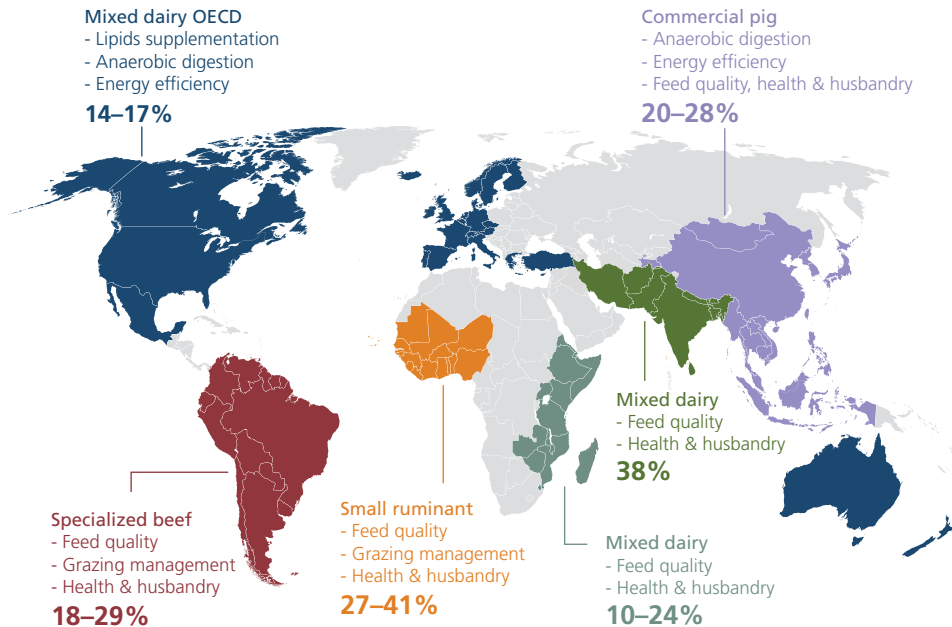 Mixed dairy OECD
- Lipids supplementation
- Anaerobic digestion
- Energy efficiency
14–17%
Commercial pig
- Anaerobic digestion
- Energy efficiency
- Feed quality, health & husbandry
20–28%
Mixed dairy
- Feed quality
- Health & husbandry
38%
Specialized beef
- Feed quality
- Grazing management
- Health & husbandry
18–29%
Small ruminant
- Feed quality
- Grazing management
- Health & husbandry
27–41%
Mixed dairy
- Feed quality
- Health & husbandry
10–24%